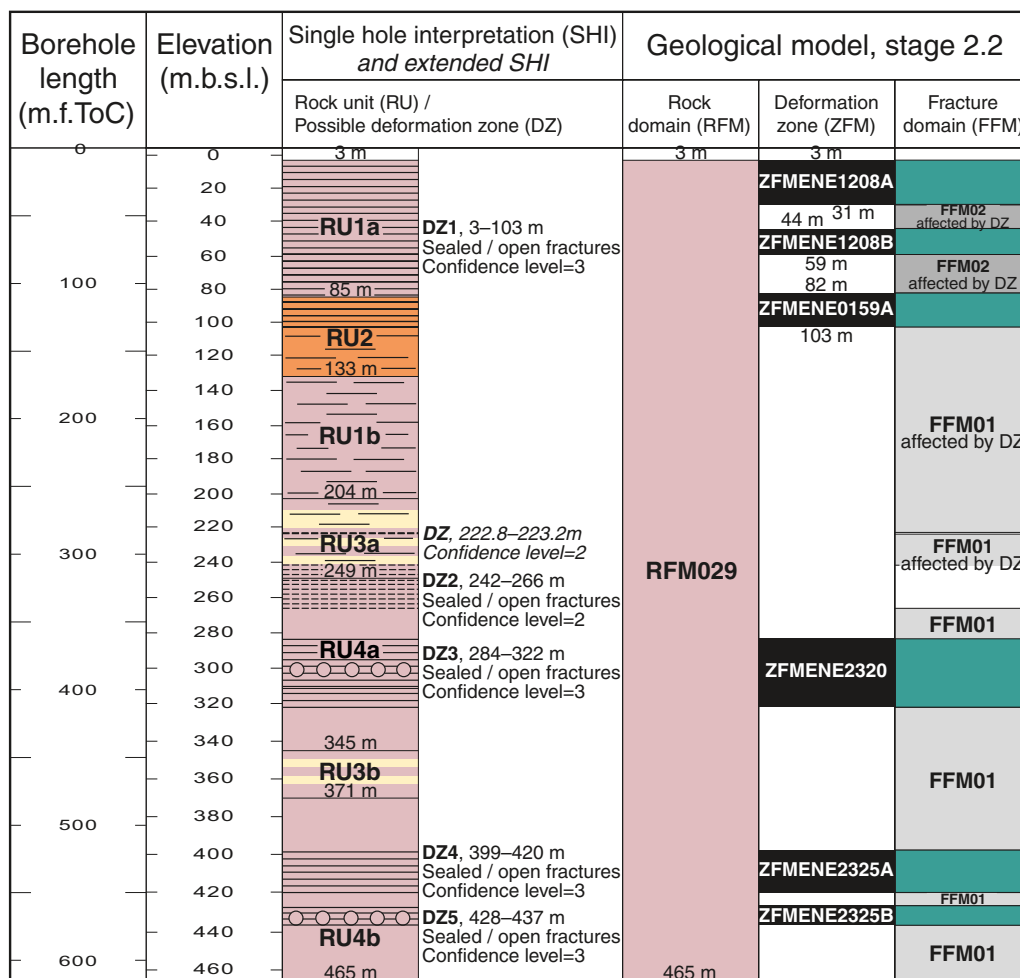 Borehole
length
(m.f.ToC)
Elevation
(m.b.s.l.)
Single hole interpretation (SHI)
and extended SHI
Geological model, stage 2.2
Rock unit (RU) /
Possible deformation zone (DZ)
Rock
domain (RFM)
Deformation
zone (ZFM)
Fracture
domain (FFM)
0
100
200
300
400
500
600
0
20
40
60
80
100
120
140
160
180
200
220
240
260
280
300
320
340
360
380
400
420
440
460
3 m
RU1a
85 m
RU2
133 m
RU1b
204 m
RU3a
249 m
RU4a
345 m
RU3b
371 m
RU4b
465 m
DZ1, 3–103 m
Sealed / open fractures
Confidence level=3
DZ, 222.8–223.2m
Confidence level=2
DZ2, 242–266 m
Sealed / open fractures
Confidence level=2
DZ3, 284–322 m
Sealed / open fractures
Confidence level=3
DZ4, 399–420 m
Sealed / open fractures
Confidence level=3
DZ5, 428–437 m
Sealed / open fractures
Confidence level=3
3 m
RFM029
465 m
3 m
ZFMENE1208A
31 m
44 m
ZFMENE1208B
59 m
82 m
ZFMENE0159A
103 m
ZFMENE2320
ZFMENE2325A
ZFMENE2325B
FFM02
affected by DZ
FFM02
affected by DZ
FFM01
affected by DZ
FFM01
affected by DZ
FFM01
FFM01
FFM01
FFM01